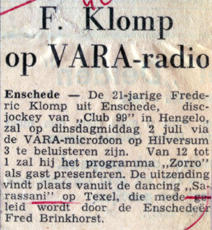 F. Klomp
op VARA-radio
Enschede — De 21-jarige Frede-
ric Klomp uit Enschede, disc-
jockey van „Club 99" in Hengelo,
zal op dinsdagmiddag 2 juli via
de VARA-microfoon op Hilversum
3 te beluisteren zijn. Van 12 tot
1 zal hij het programma „Zorro"
als gast presenteren. De uitzending
vindt plaats vanuit de dancing „Sa-
rassani" op Texel, die mede ge-
leid wordt door de Enschedeër
Fred Brinkhorst.